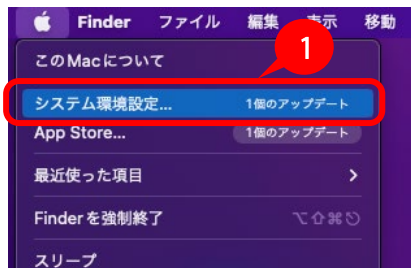 Finder ファイル 編集 表示 移動
1
このMacについて
システム環境設定... 1個のアップデート
App Store... 1個のアップデート
最近使った項目 >
Finderを強制終了 ⌥⇧⌘⎋
スリープ